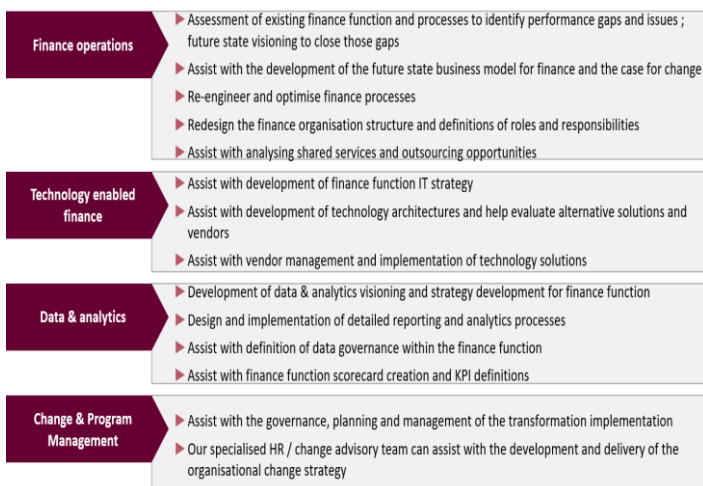 Finance operations
Assessment of existing finance function and processes to identify performance gaps and issues ;
future state visioning to close those gaps
Assist with the development of the future state business model for finance and the case for change
Re-engineer and optimise finance processes
Redesign the finance organisation structure and definitions of roles and responsibilities
Assist with analysing shared services and outsourcing opportunities
Technology enabled
finance
Assist with development of finance function IT strategy
Assist with development of technology architectures and help evaluate alternative solutions and
vendors
Assist with vendor management and implementation of technology solutions
Data & analytics
Development of data & analytics visioning and strategy development for finance function
Design and implementation of detailed reporting and analytics processes
Assist with definition of data governance within the finance function
Assist with finance function scorecard creation and KPI definitions
Change & Program
Management
Assist with the governance, planning and management of the transformation implementation
Our specialised HR / change advisory team can assist with the development and delivery of the
organisational change strategy